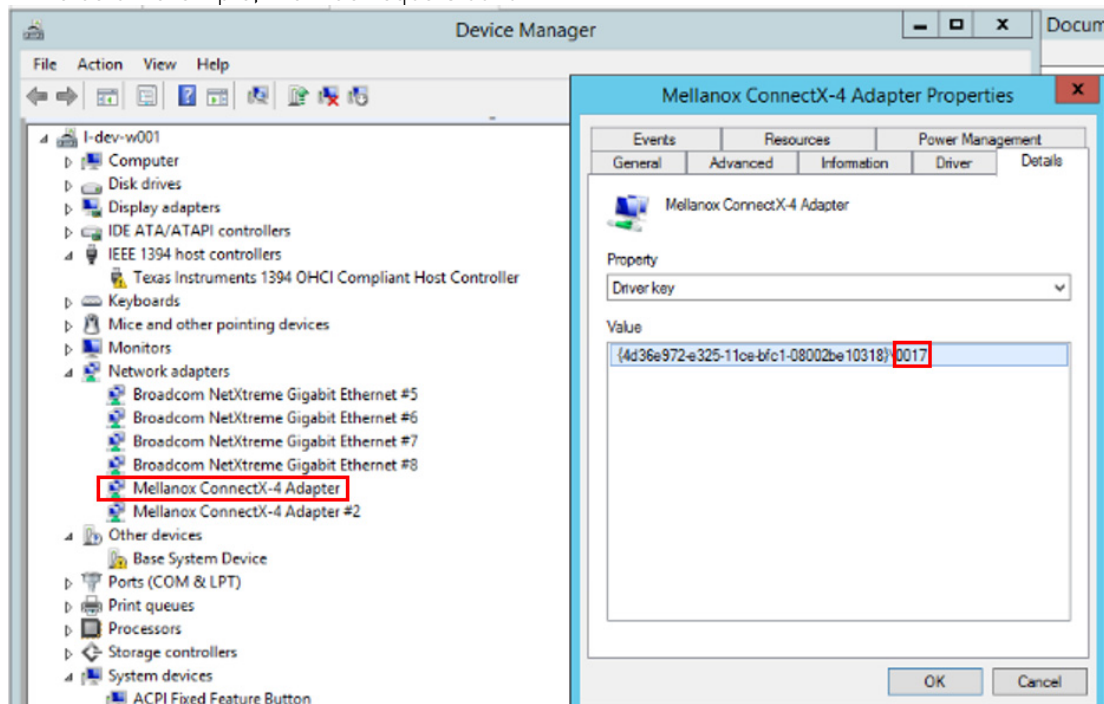 Device Manager
Docum
File Action View Help
l-dev-w001
Computer
Disk drives
Display adapters
IDE ATA/ATAPI controllers
IEEE 1394 host controllers
Texas Instruments 1394 OHCI Compliant Host Controller
Keyboards
Mice and other pointing devices
Monitors
Network adapters
Broadcom NetXtreme Gigabit Ethernet #5
Broadcom NetXtreme Gigabit Ethernet #6
Broadcom NetXtreme Gigabit Ethernet #7
Broadcom NetXtreme Gigabit Ethernet #8
Mellanox ConnectX-4 Adapter
Mellanox ConnectX-4 Adapter #2
Other devices
Base System Device
Ports (COM & LPT)
Print queues
Processors
Storage controllers
System devices
ACPI Fixed Feature Button
Mellanox ConnectX-4 Adapter Properties
x
Events Resources Power Management
General Advanced Information Driver Details
Mellanox ConnectX-4 Adapter
Property
Driver key
Value
{4d36e972-e325-11ce-bfc1-08002be10318}\0017
OK Cancel